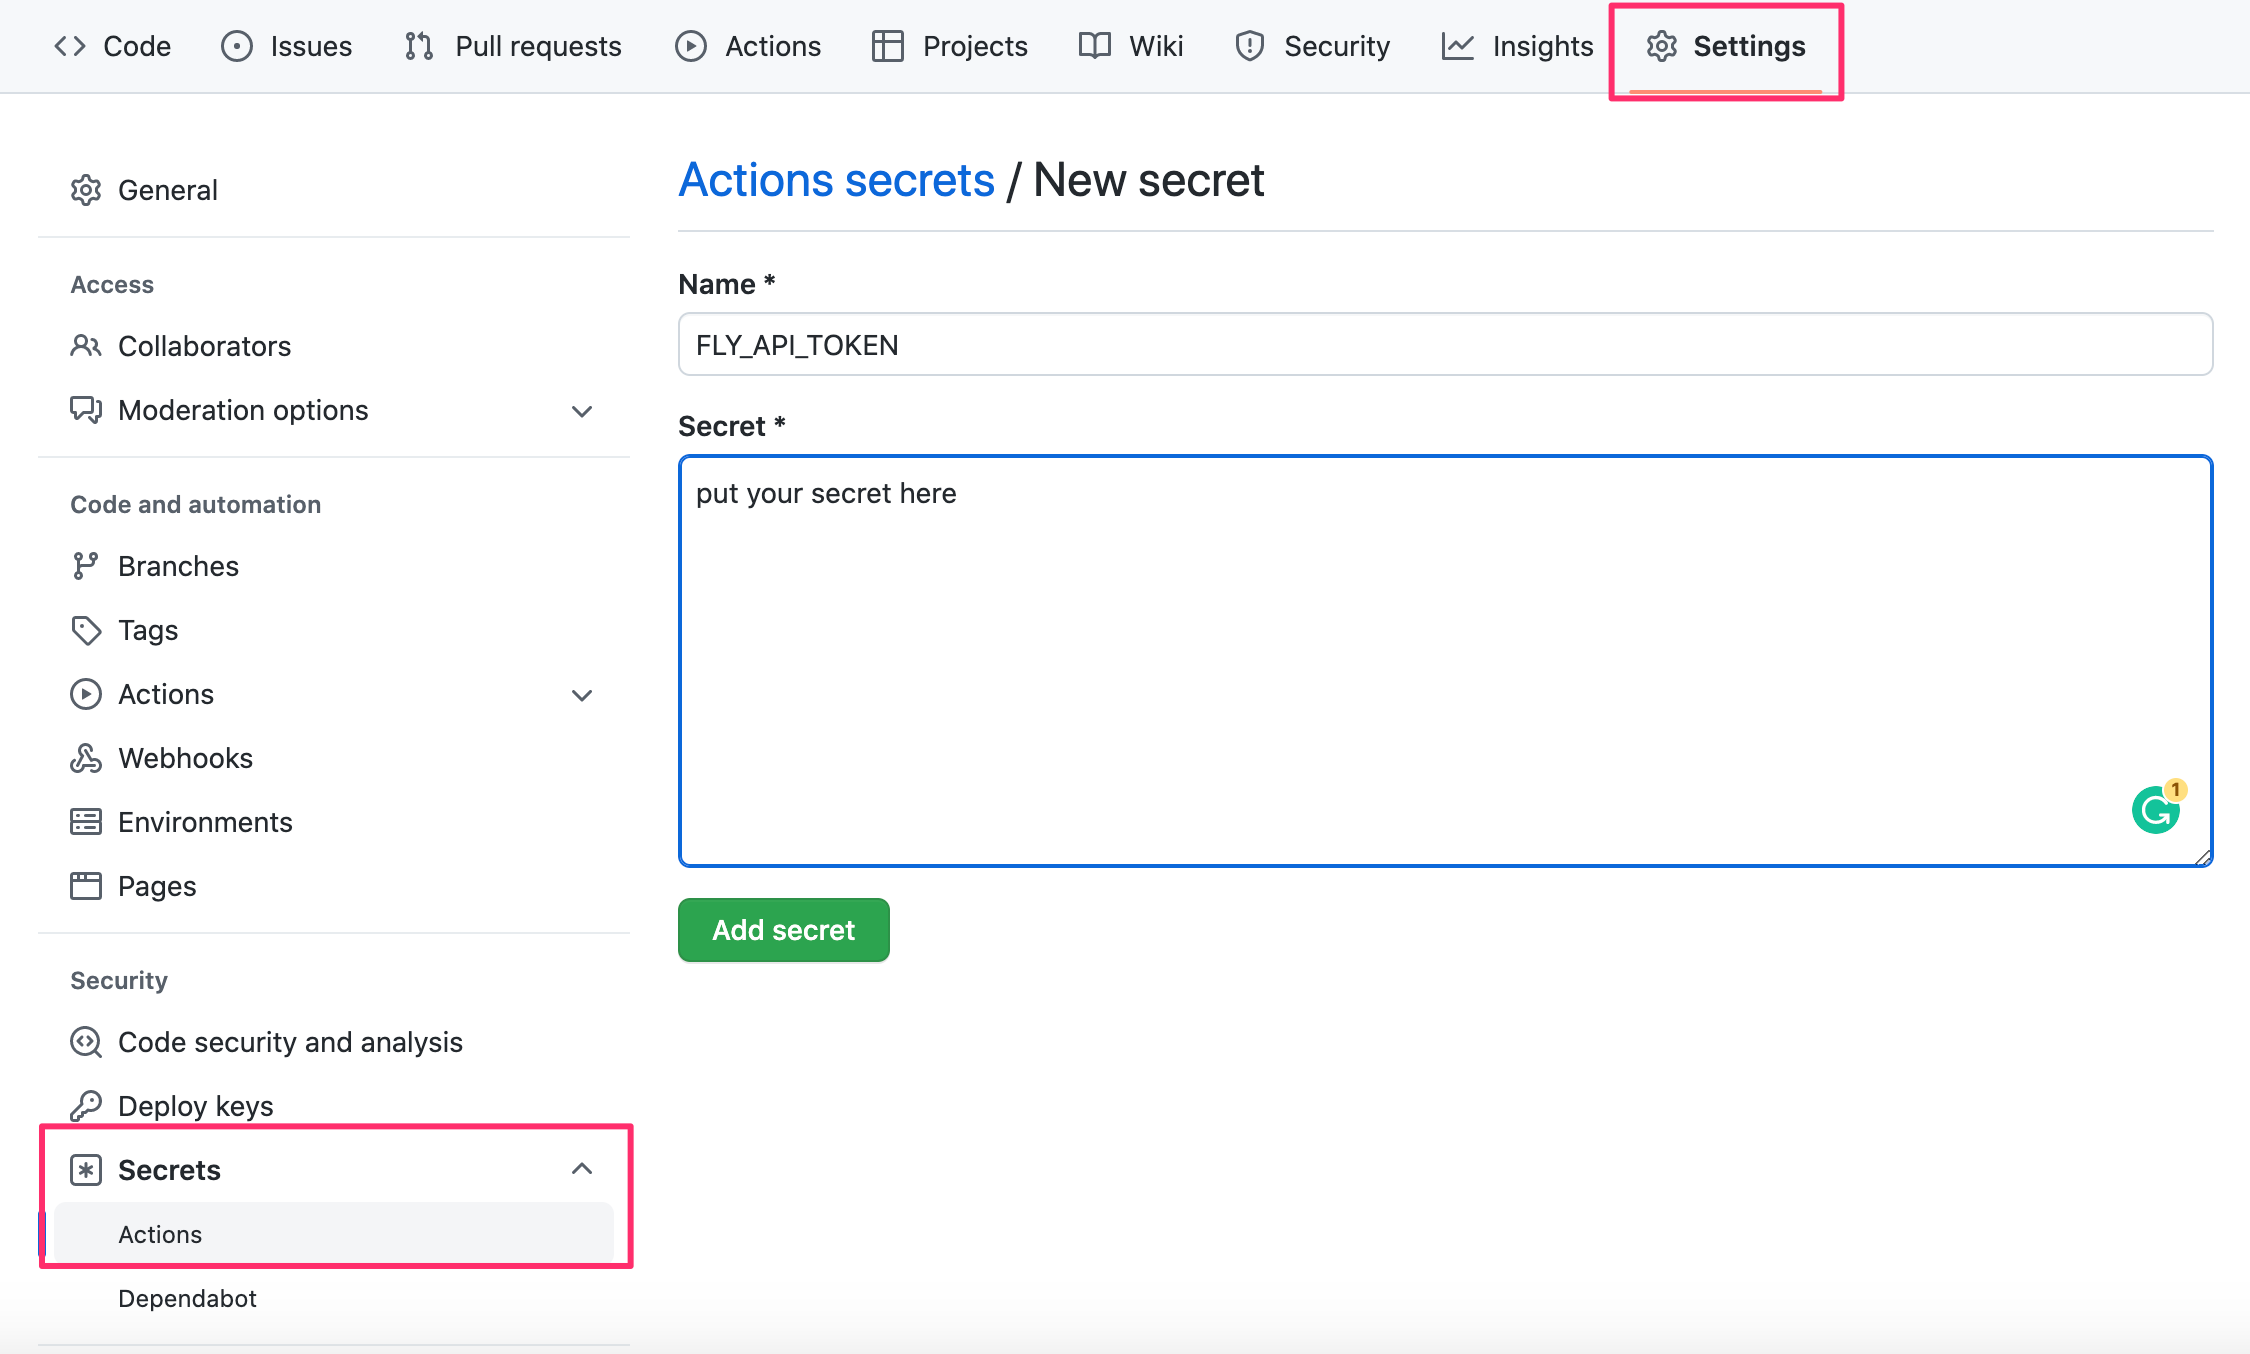 Code Issues Pull requests Actions Projects Wiki Security Insights Settings
General
Access
Collaborators
Moderation options
Code and automation
Branches
Tags
Actions
Webhooks
Environments
Pages
Security
Code security and analysis
Deploy keys
Secrets
Actions
Dependabot
Actions secrets / New secret
Name *
FLY_API_TOKEN
Secret *
put your secret here
1
Add secret